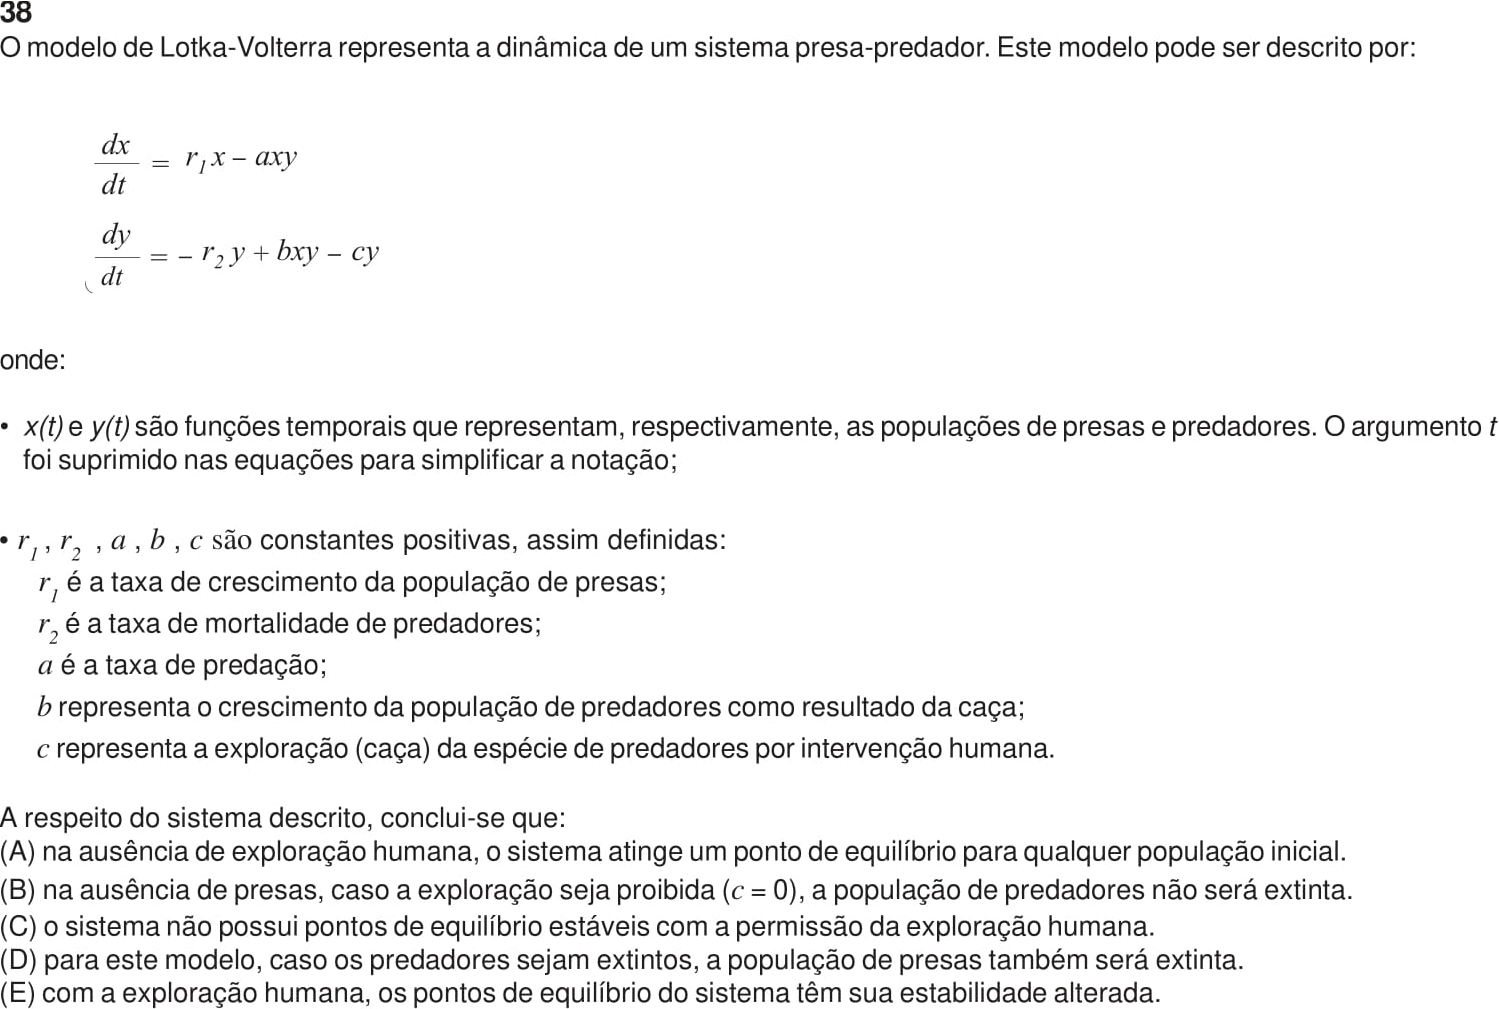 38
O modelo de Lotka-Volterra representa a dinâmica de um sistema presa-predador. Este modelo pode ser descrito por:
dx/dt = r₁x – axy
dy/dt = – r₂y + bxy – cy
onde:
• x(t) e y(t) são funções temporais que representam, respectivamente, as populações de presas e predadores. O argumento t
foi suprimido nas equações para simplificar a notação;
• r₁ , r₂ , a , b , c são constantes positivas, assim definidas:
r₁ é a taxa de crescimento da população de presas;
r₂ é a taxa de mortalidade de predadores;
a é a taxa de predação;
b representa o crescimento da população de predadores como resultado da caça;
c representa a exploração (caça) da espécie de predadores por intervenção humana.
A respeito do sistema descrito, conclui-se que:
(A) na ausência de exploração humana, o sistema atinge um ponto de equilíbrio para qualquer população inicial.
(B) na ausência de presas, caso a exploração seja proibida (c = 0), a população de predadores não será extinta.
(C) o sistema não possui pontos de equilíbrio estáveis com a permissão da exploração humana.
(D) para este modelo, caso os predadores sejam extintos, a população de presas também será extinta.
(E) com a exploração humana, os pontos de equilíbrio do sistema têm sua estabilidade alterada.